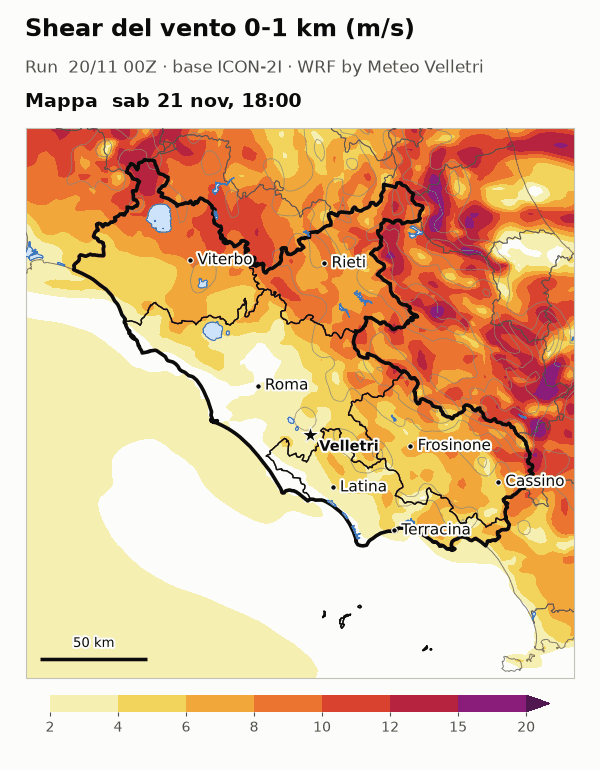 Shear del vento 0-1 km (m/s)
Run  20/11 00Z · base ICON-2I · WRF by Meteo Velletri
Mappa  sab 21 nov, 18:00
Viterbo
Rieti
Roma
Velletri
Frosinone
Latina
Cassino
Terracina
50 km
2 4 6 8 10 12 15 20